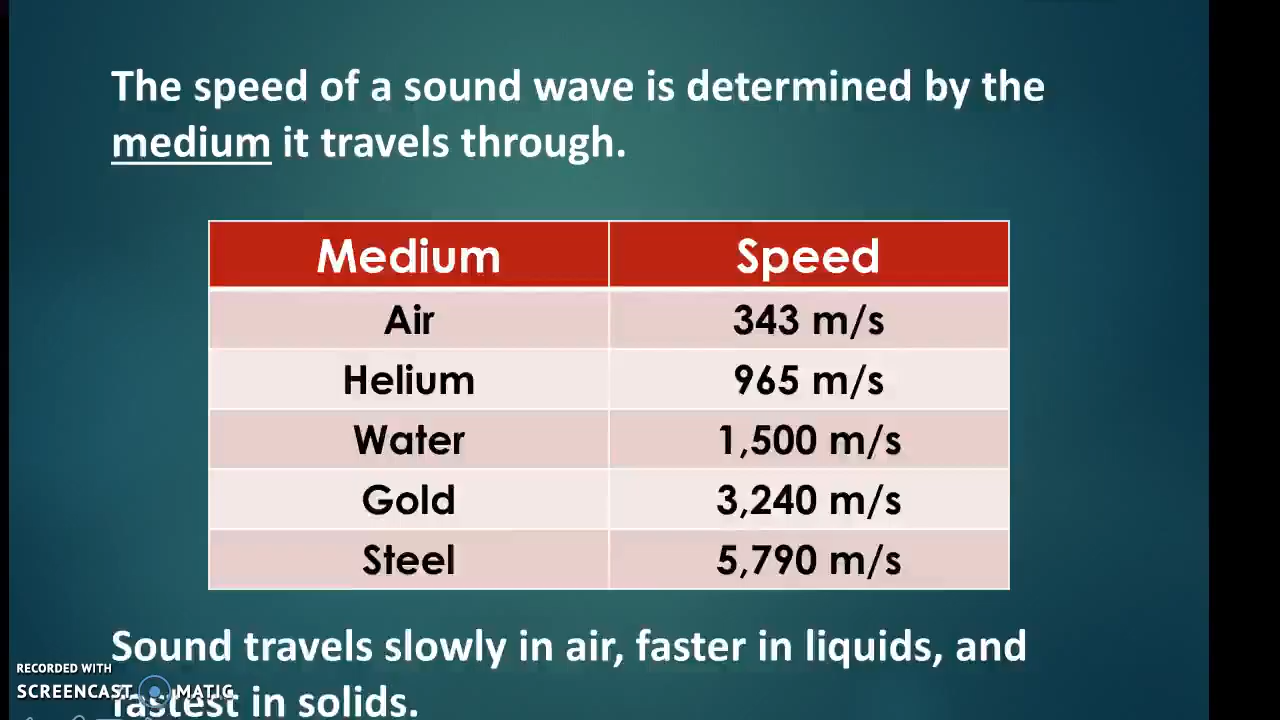 The speed of a sound wave is determined by the
medium it travels through.
Medium Speed
Air 343 m/s
Helium 965 m/s
Water 1,500 m/s
Gold 3,240 m/s
Steel 5,790 m/s
Sound travels slowly in air, faster in liquids, and
fastest in solids.
RECORDED WITH
SCREENCAST MATIC